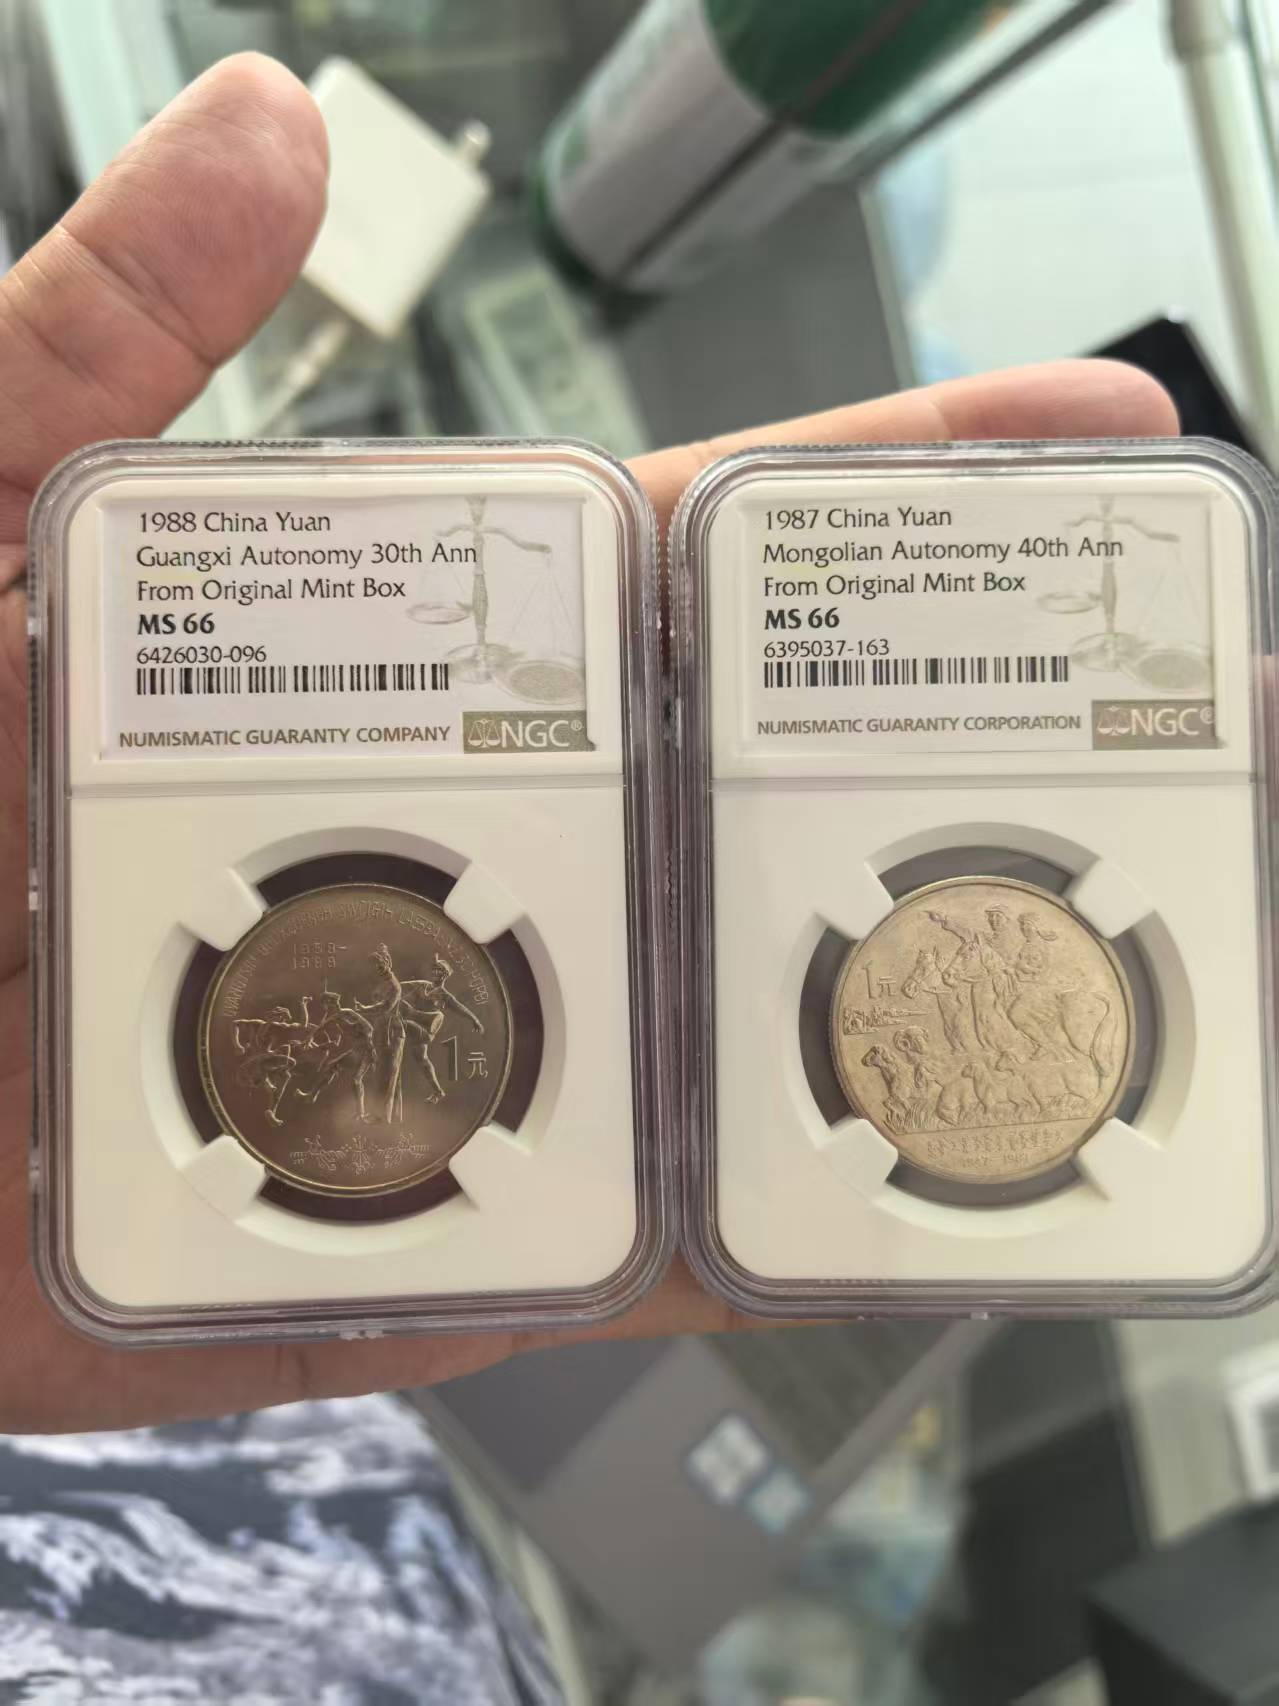 1988 China Yuan
Guangxi Autonomy 30th Ann
From Original Mint Box
MS 66
6426030-096
NUMISMATIC GUARANTY COMPANY NGC®
1958-
1988
1元
1987 China Yuan
Mongolian Autonomy 40th Ann
From Original Mint Box
MS 66
6395037-163
NUMISMATIC GUARANTY CORPORATION NGC®
1元